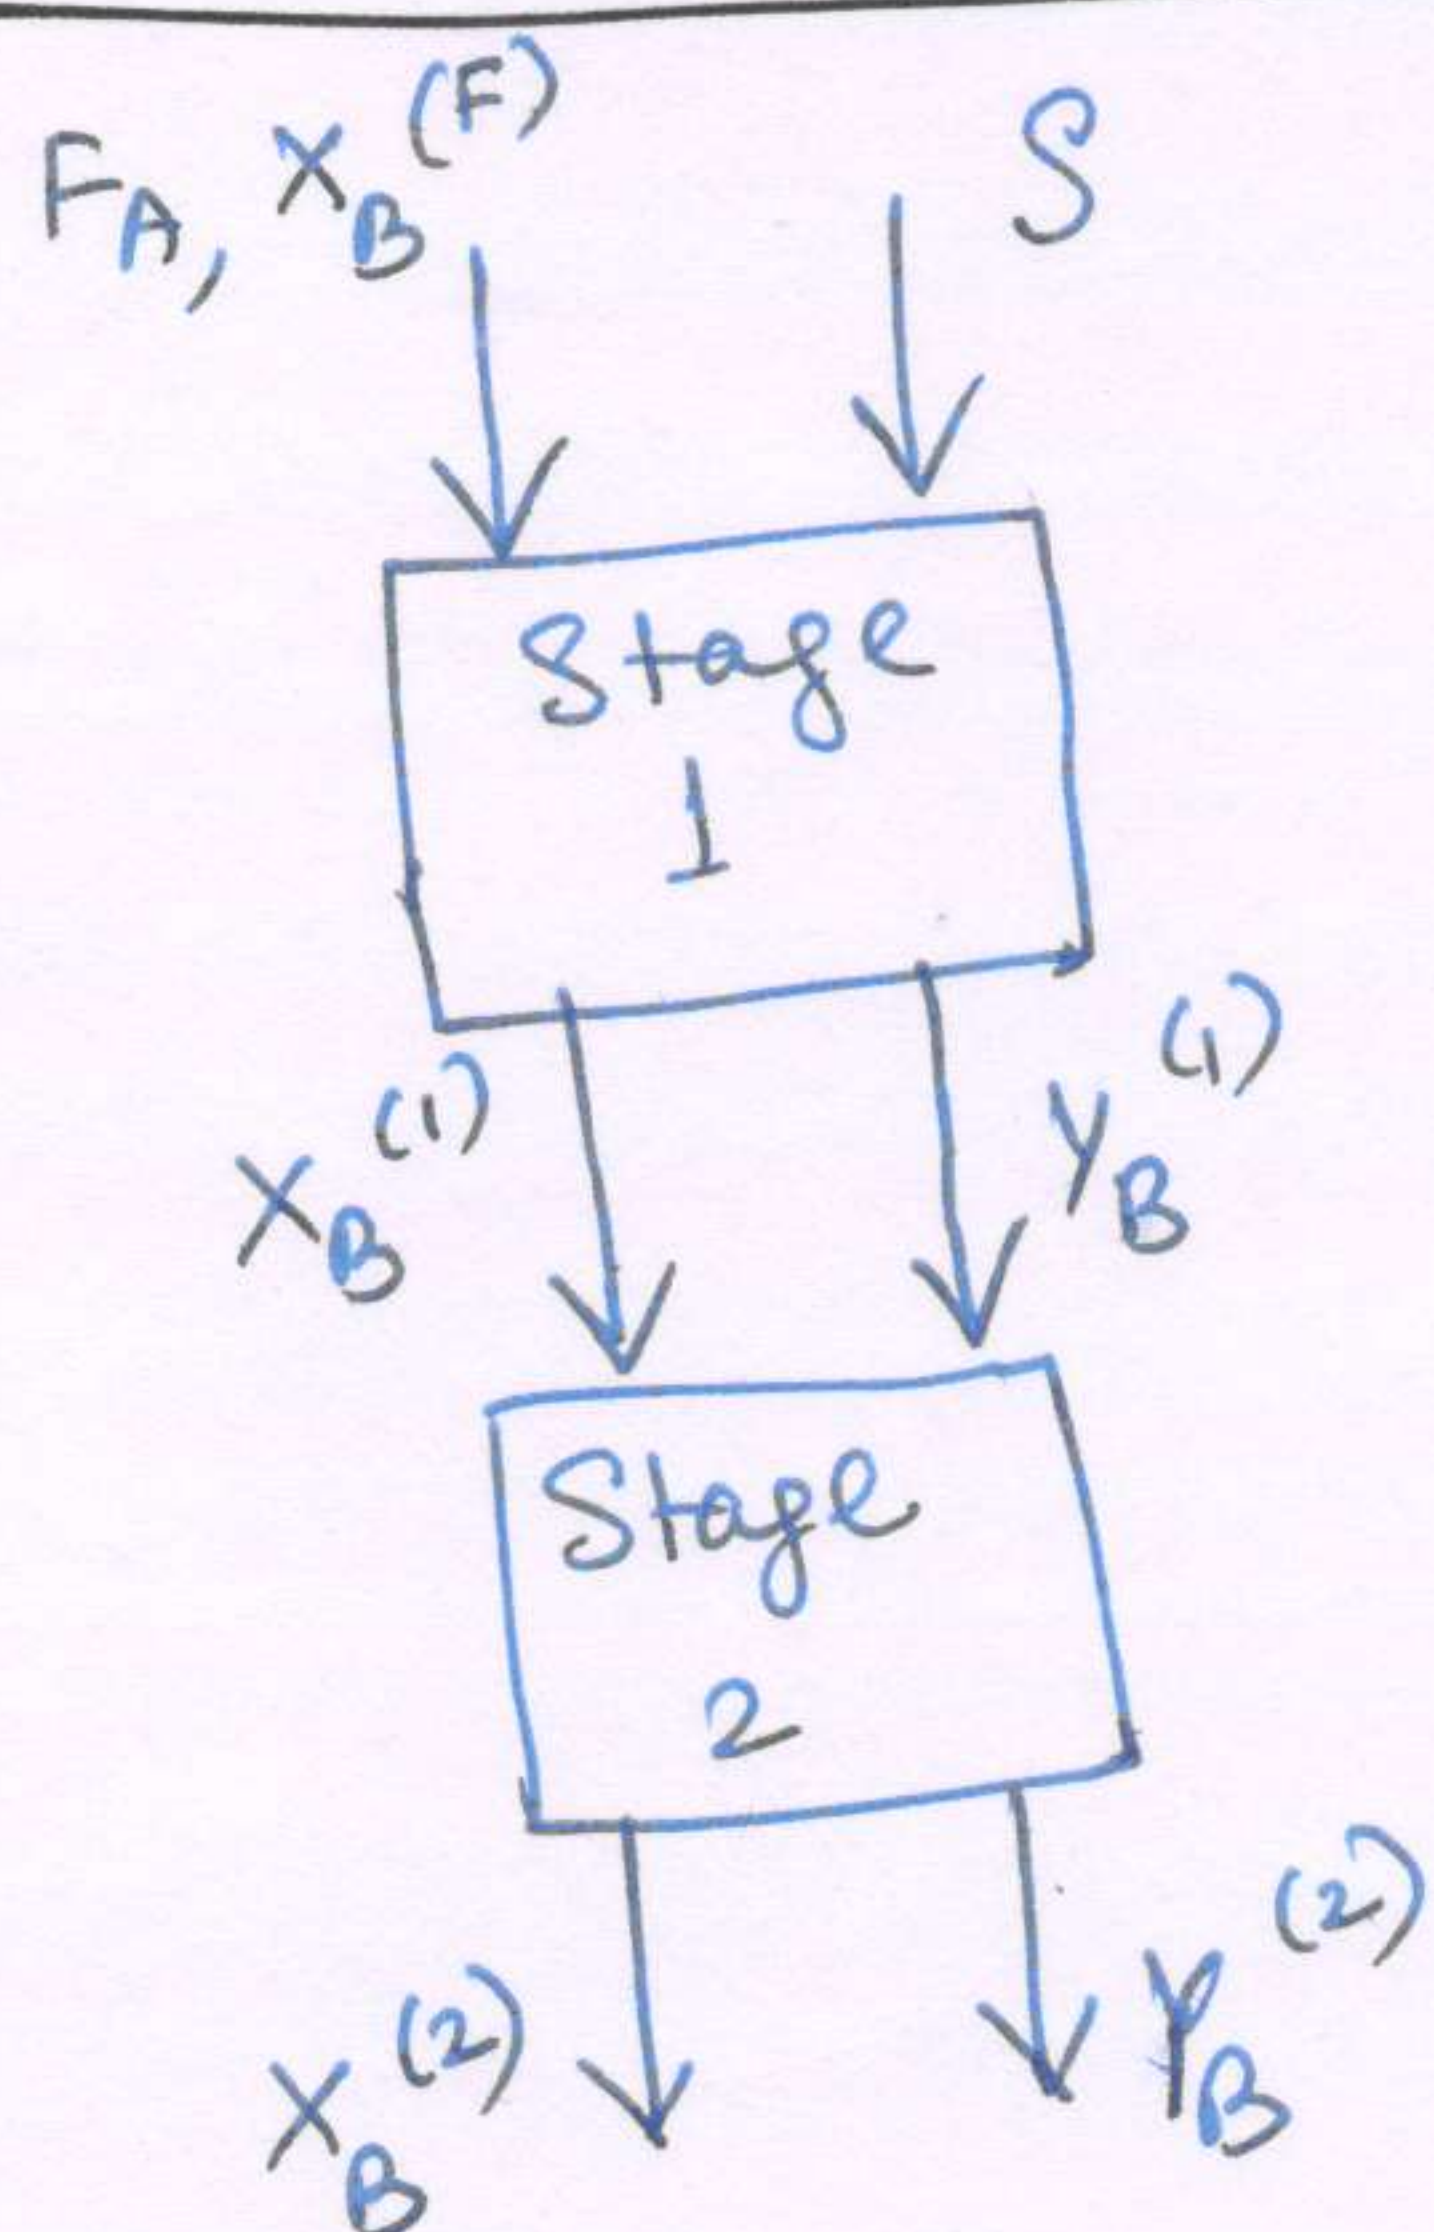 F_A, X_B^(F) S
Stage
1
X_B^(1) Y_B^(1)
Stage
2
X_B^(2) Y_B^(2)